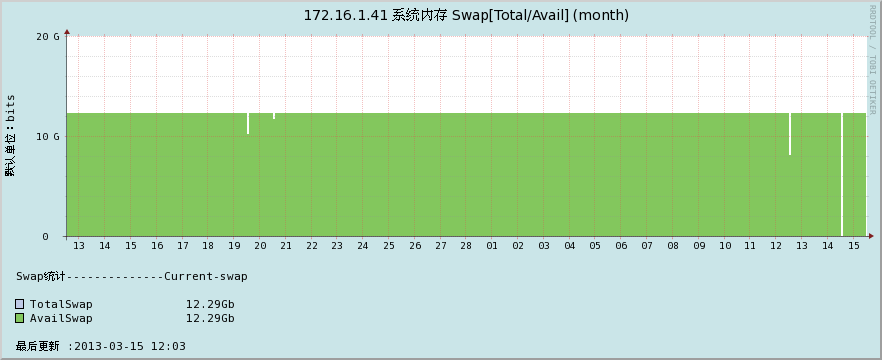 172.16.1.41 系统内存 Swap[Total/Avail] (month)
RRDTOOL / TOBI OETIKER
默认单位：bits
20 G
10 G
0
13 14 15 16 17 18 19 20 21 22 23 24 25 26 27 28 01 02 03 04 05 06 07 08 09 10 11 12 13 14 15
Swap统计--------------Current-swap
TotalSwap 12.29Gb
AvailSwap 12.29Gb
最后更新 :2013-03-15 12:03